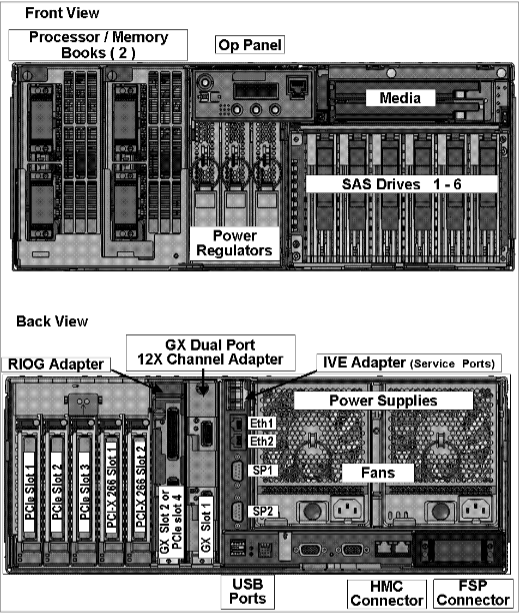 Front View
Processor / Memory
Books ( 2 )
Op Panel
Media
SAS Drives 1 - 6
Power
Regulators
Back View
GX Dual Port
12X Channel Adapter
RIOG Adapter
IVE Adapter (Service Ports)
Power Supplies
Eth1
Eth2
SP1
SP2
Fans
PCIe Slot 1
PCIe Slot 2
PCIe Slot 3
PCI-X 266 Slot 1
PCI-X 266 Slot 2
GX Slot 2 or
PCIe slot 4
GX Slot 1
USB
Ports
HMC
Connector
FSP
Connector